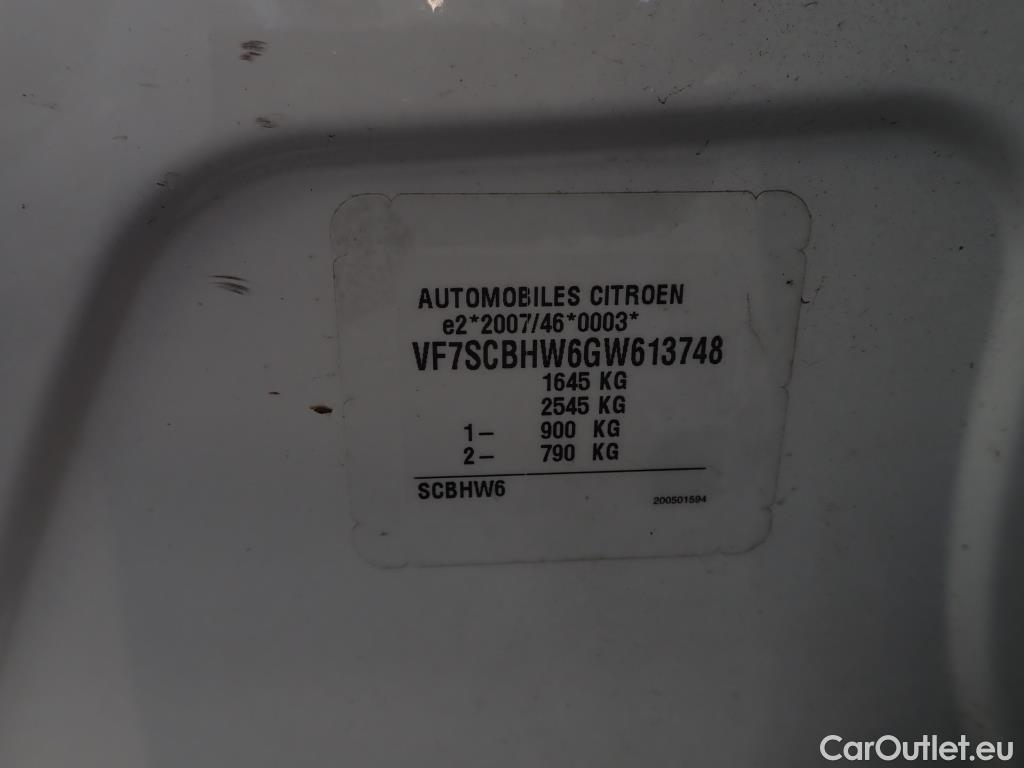 AUTOMOBILES CITROEN
e2*2007/46*0003*
VF7SCBHW6GW613748
1645 KG
2545 KG
1- 900 KG
2- 790 KG
SCBHW6 200501594
CarOutlet.eu